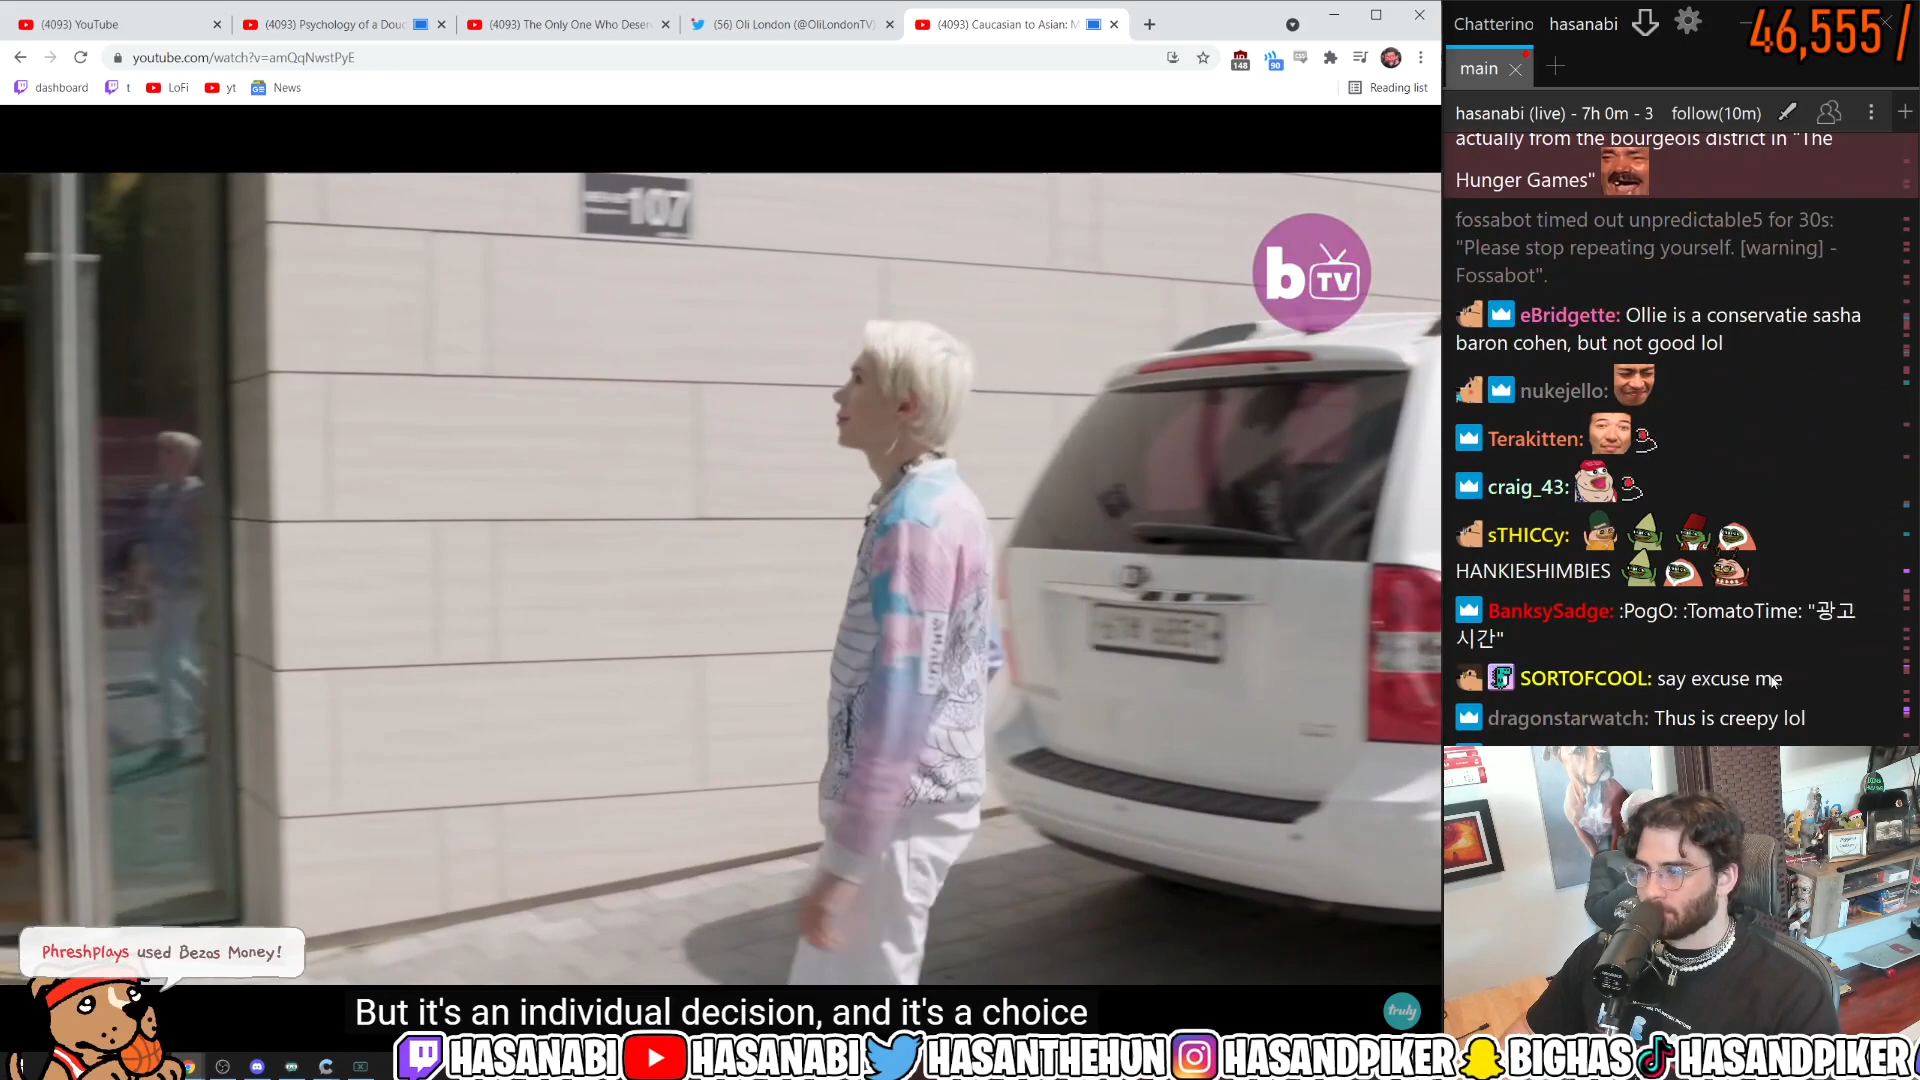 (4093) YouTube
(4093) Psychology of a Douc
(4093) The Only One Who Deser
(56) Oli London (@OliLondonTV)
(4093) Caucasian to Asian: M
youtube.com/watch?v=amQqNwstPyE
148
90
dashboard
t
LoFi
yt
News
Reading list
107
b TV
SHAUN
Phreshplays used Bezos Money!
But it's an individual decision, and it's a choice
truly
Chatterino
hasanabi
46,555 /
main
hasanabi (live) - 7h 0m - 3
follow(10m)
actually from the bourgeois district in "The
Hunger Games"
fossabot timed out unpredictable5 for 30s:
"Please stop repeating yourself. [warning] -
Fossabot".
eBridgette: Ollie is a conservatie sasha
baron cohen, but not good lol
nukejello:
Terakitten:
craig_43:
sTHICCy:
HANKIESHIMBIES
BanksySadge: :PogO: :TomatoTime: "광고
시간"
SORTOFCOOL: say excuse me
dragonstarwatch: Thus is creepy lol
HASANABI
HASANABI
HASANTHEHUN
HASANDPIKER
BIGHAS
HASANDPIKER